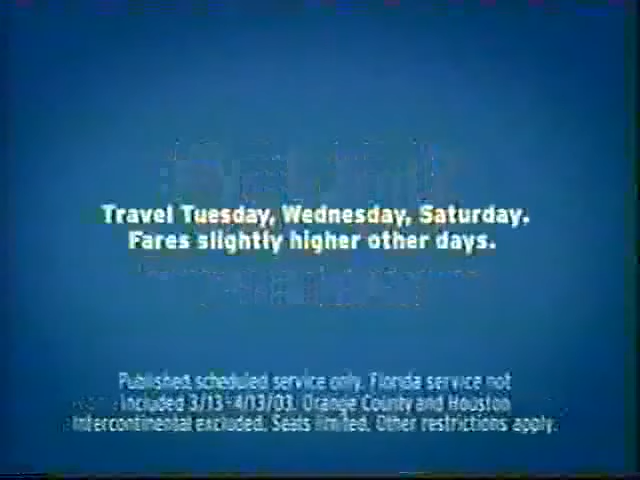 Travel Tuesday, Wednesday, Saturday.
Fares slightly higher other days.
Published, scheduled service only. Florida service not
included 3/13-4/13/03. Orange County and Houston
Intercontinental excluded. Seats limited. Other restrictions apply.